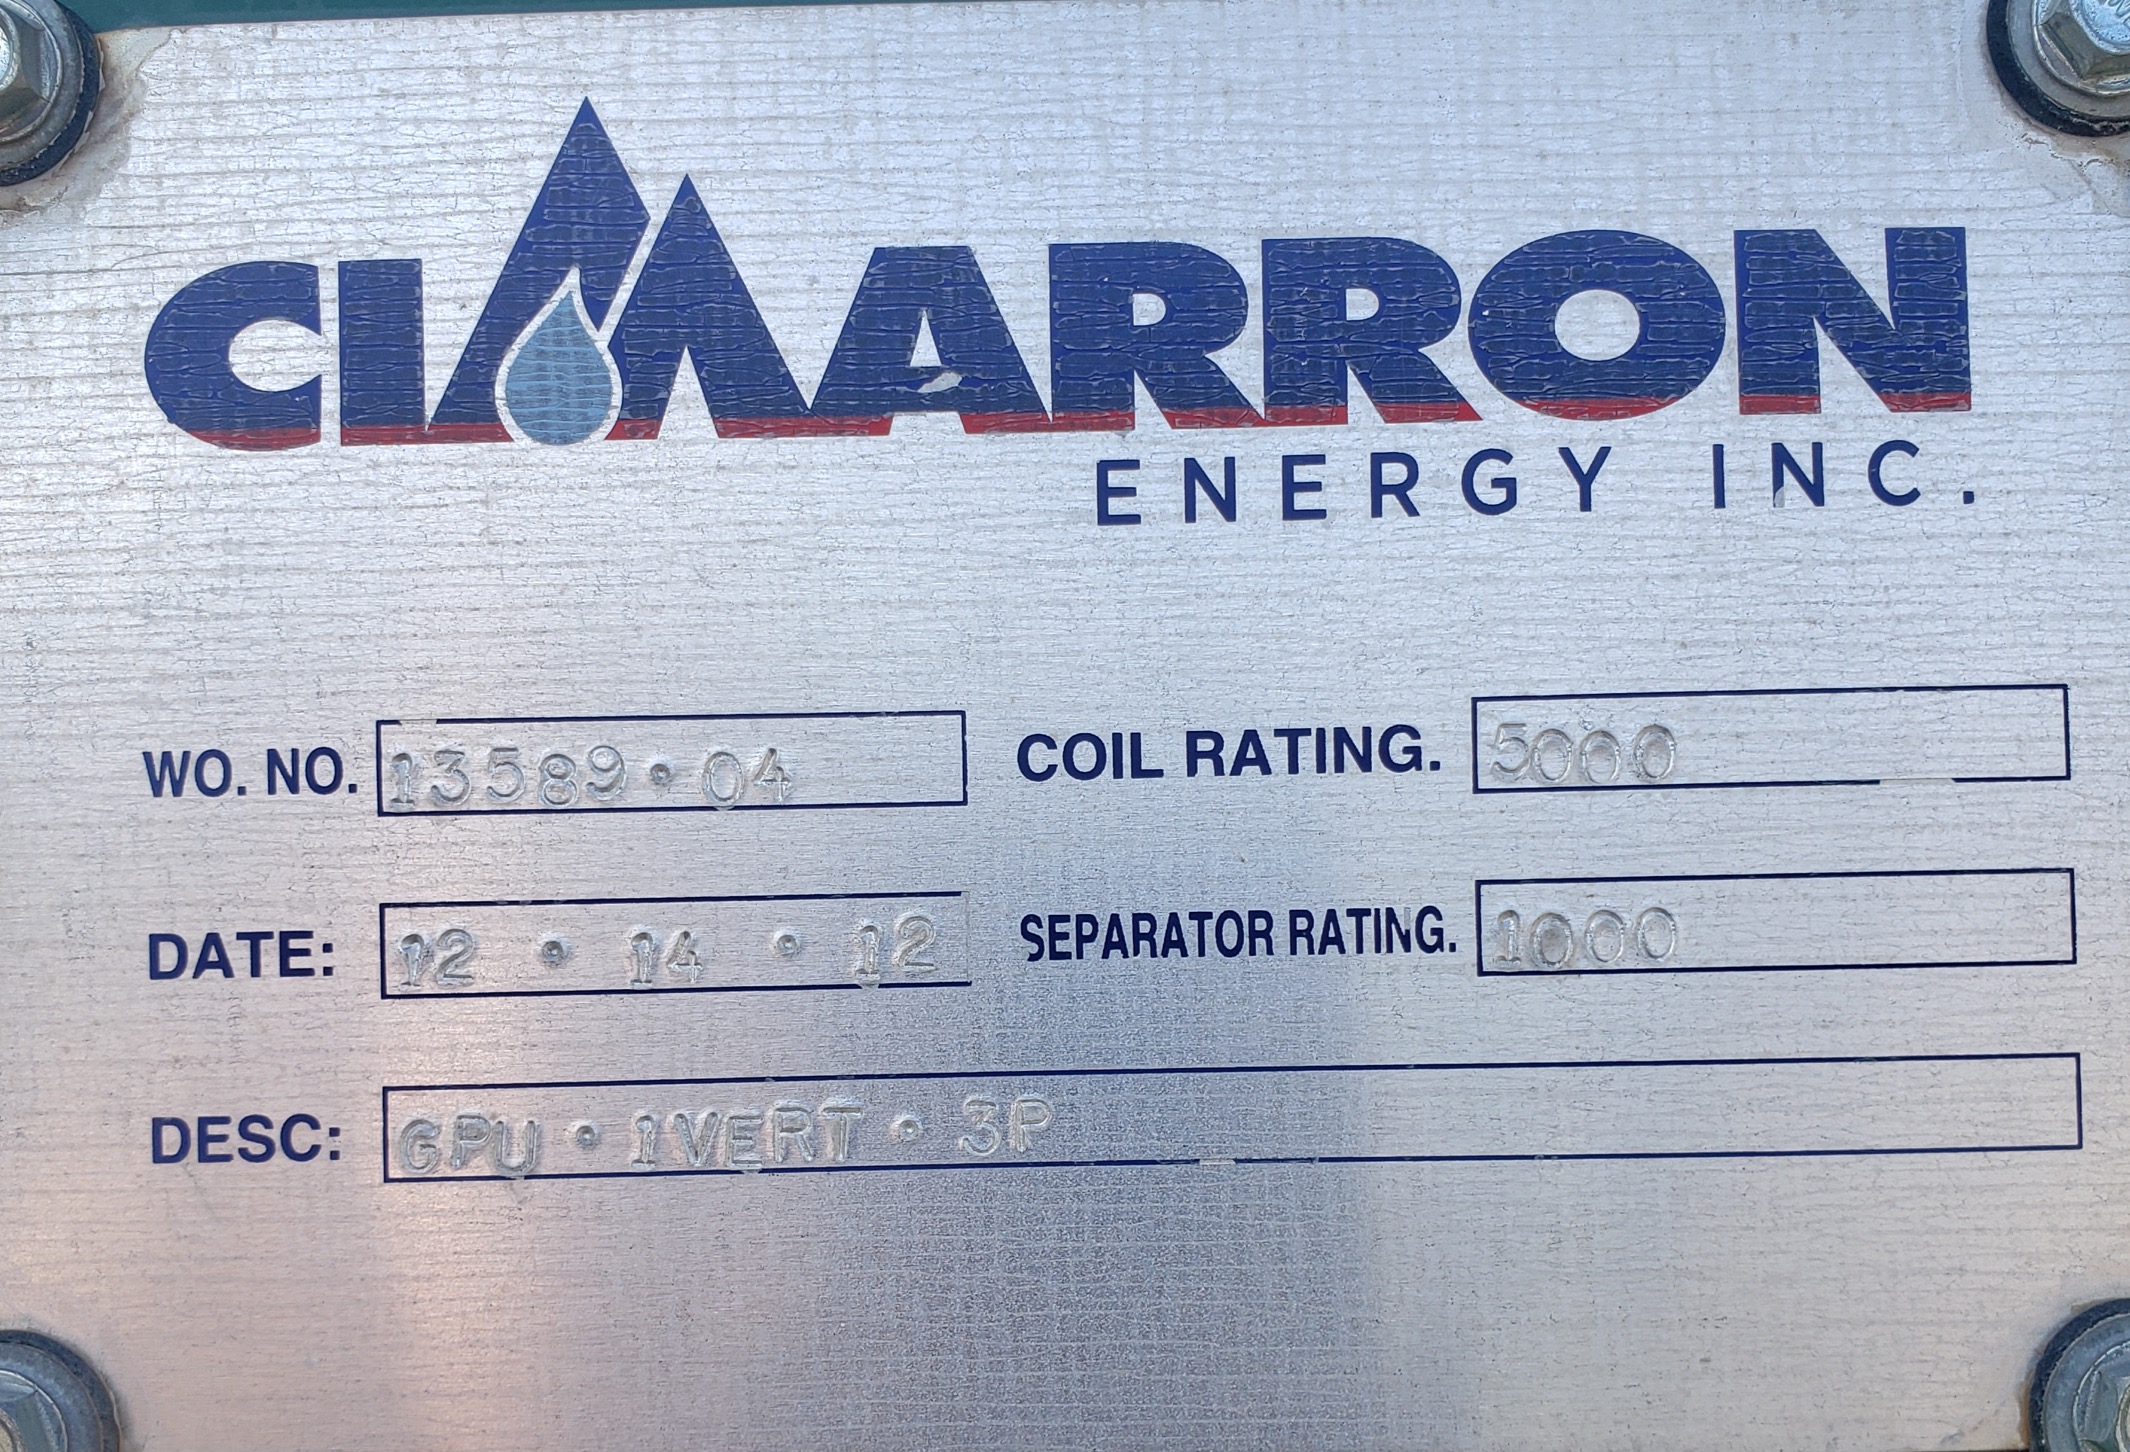 CIMARRON
ENERGY INC.
WO. NO. 13589·04 COIL RATING. 5000
DATE: 12 · 14 · 12 SEPARATOR RATING. 1000
DESC: GPU · 1VERT · 3P